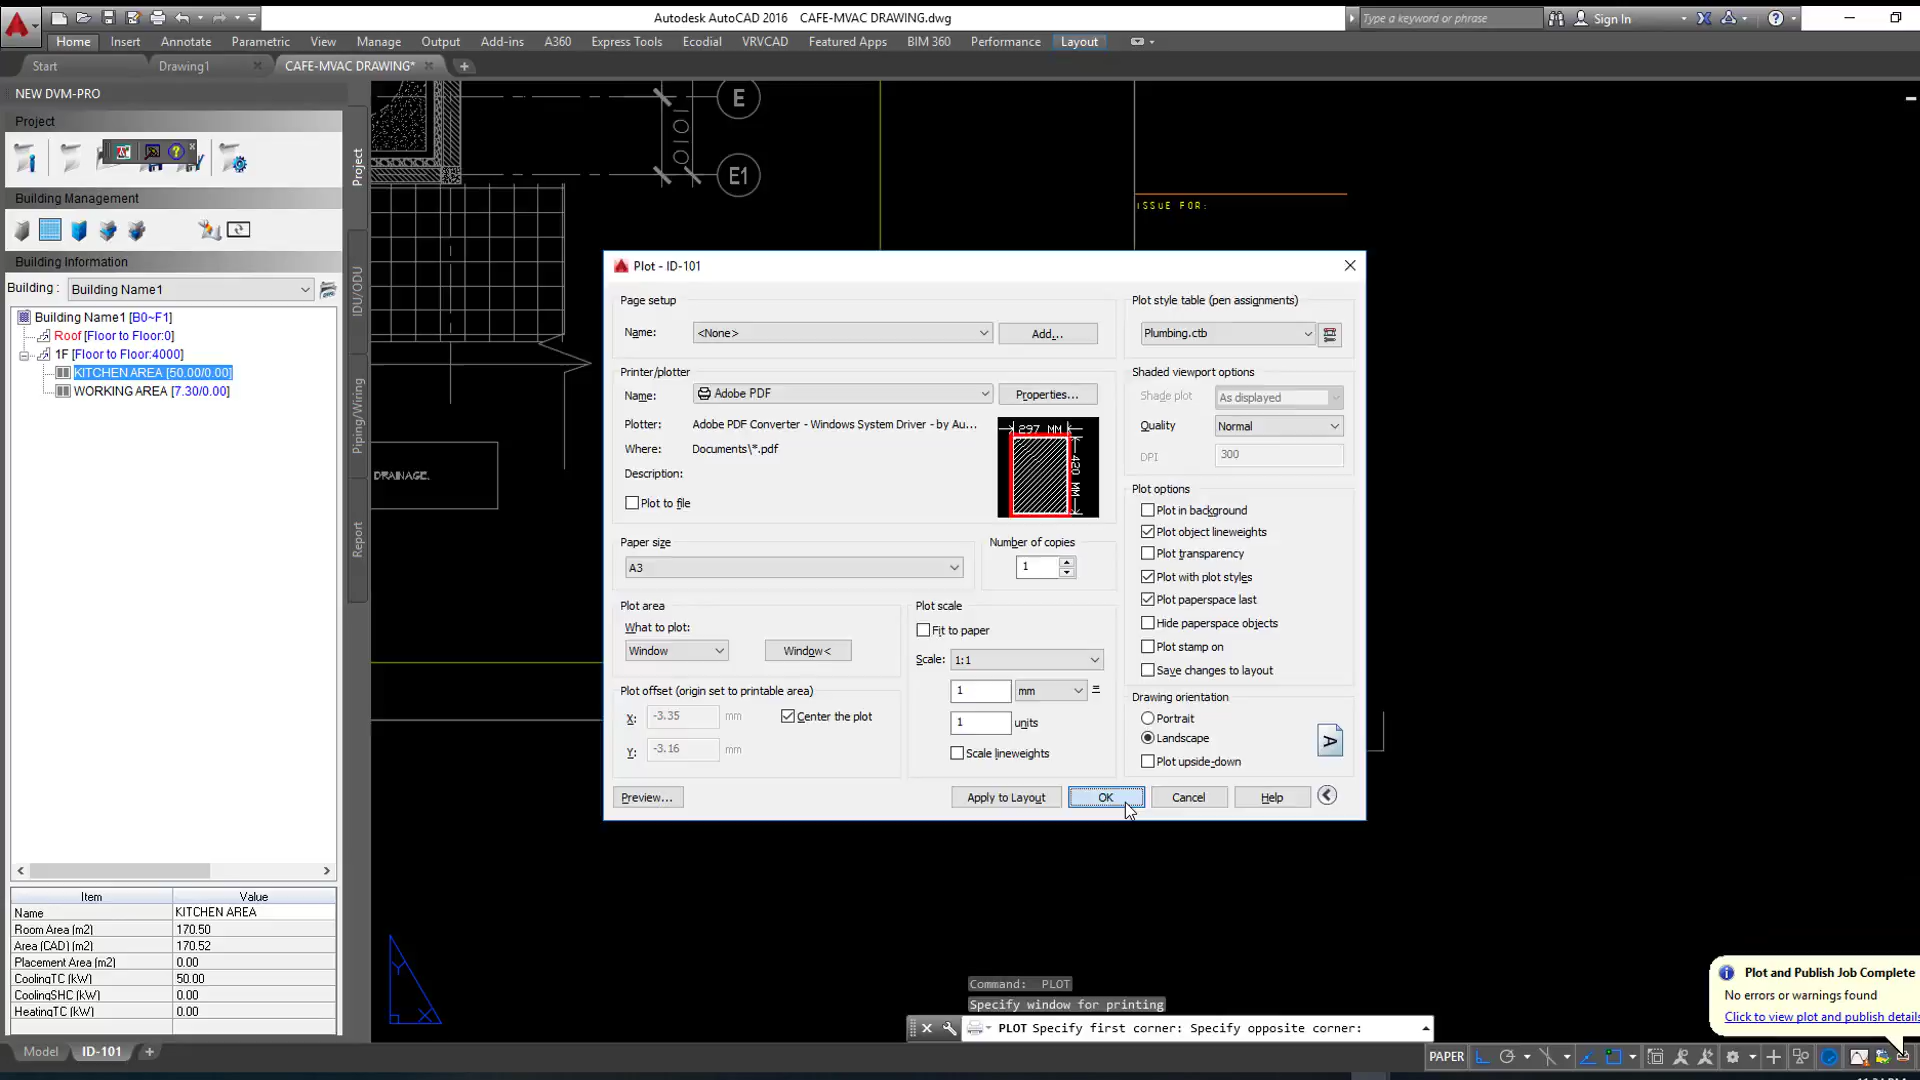 Autodesk AutoCAD 2016 CAFE-MVAC DRAWING.dwg
Type a keyword or phrase
Sign In
Home Insert Annotate Parametric View Manage Output Add-ins A360 Express Tools Ecodial VRVCAD Featured Apps BIM 360 Performance Layout
Start Drawing1 CAFE-MVAC DRAWING*
NEW DVM-PRO
Project
Building Management
Building Information
Building : Building Name1
Building Name1 [B0~F1]
Roof [Floor to Floor:0]
1F [Floor to Floor:4000]
KITCHEN AREA [50.00/0.00]
WORKING AREA [7.30/0.00]
Project
IDU/ODU
Piping/Wiring
Report
Item Value
Name KITCHEN AREA
Room Area (m2) 170.50
Area (CAD) (m2) 170.52
Placement Area (m2) 0.00
CoolingTC (kW) 50.00
CoolingSHC (kW) 0.00
HeatingTC (kW) 0.00
Model ID-101
E
E1
1010
ISSUE FOR:
DRAINAGE.
Y
X
Plot - ID-101
Page setup
Name: <None> Add...
Printer/plotter
Name: Adobe PDF Properties...
Plotter: Adobe PDF Converter - Windows System Driver - by Au...
Where: Documents\*.pdf
Description:
Plot to file
297 MM
420 MM
Paper size
A3
Number of copies
1
Plot area
What to plot:
Window Window<
Plot offset (origin set to printable area)
X: -3.35 mm Center the plot
Y: -3.16 mm
Plot scale
Fit to paper
Scale: 1:1
1 mm =
1 units
Scale lineweights
Plot style table (pen assignments)
Plumbing.ctb
Shaded viewport options
Shade plot As displayed
Quality Normal
DPI 300
Plot options
Plot in background
Plot object lineweights
Plot transparency
Plot with plot styles
Plot paperspace last
Hide paperspace objects
Plot stamp on
Save changes to layout
Drawing orientation
Portrait
Landscape
Plot upside-down
A
Preview... Apply to Layout OK Cancel Help
Command: PLOT
Specify window for printing
PLOT Specify first corner: Specify opposite corner:
Plot and Publish Job Complete
No errors or warnings found
Click to view plot and publish details
PAPER